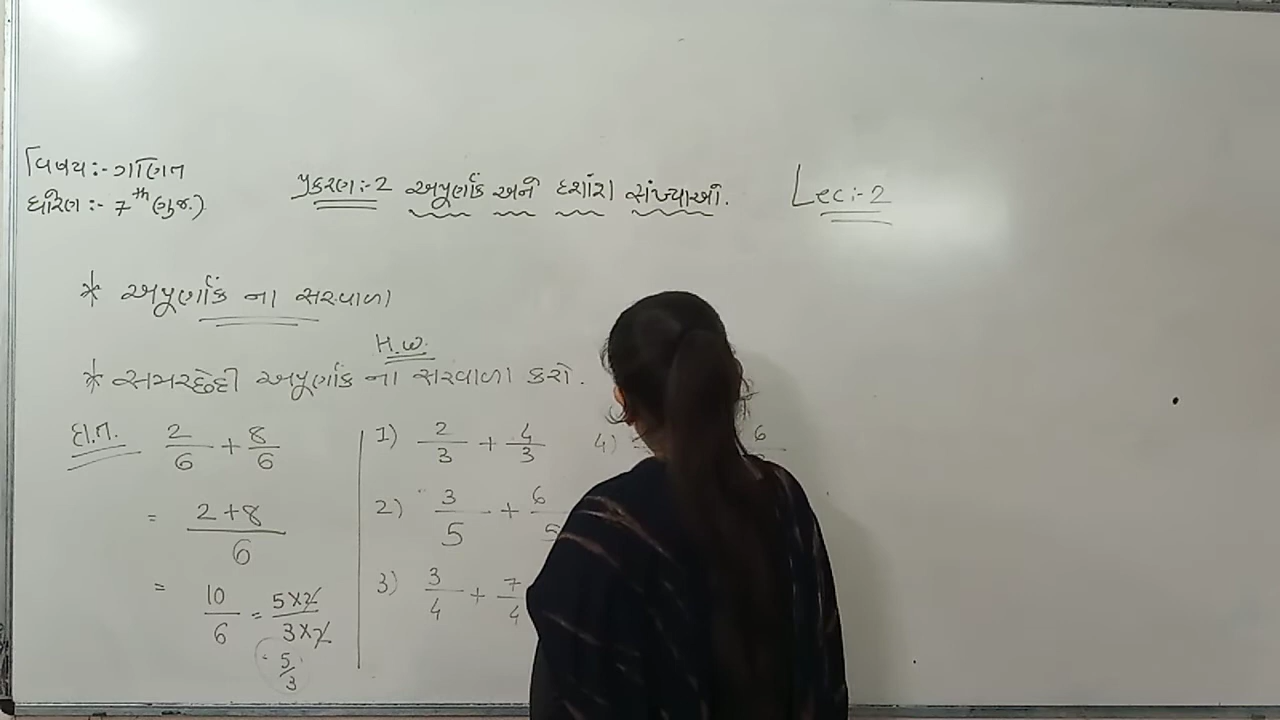 વિષય:- ગણિત
ધોરણ :- 7th (ગુજ.)
પ્રકરણ:-2 અપૂર્ણાંક અને દશાંશ સંખ્યાઓ.
Lec:-2
* અપૂર્ણાંક ના સરવાળા
H.W.
* સમચ્છેદી અપૂર્ણાંક ના સરવાળા કરો.
દા.ત. 2/6 + 8/6
= 2+8/6
= 10/6 = 5×2/3×2
5/3
1) 2/3 + 4/3
2) 3/5 + 6/5
3) 3/4 + 7/4
4) 6